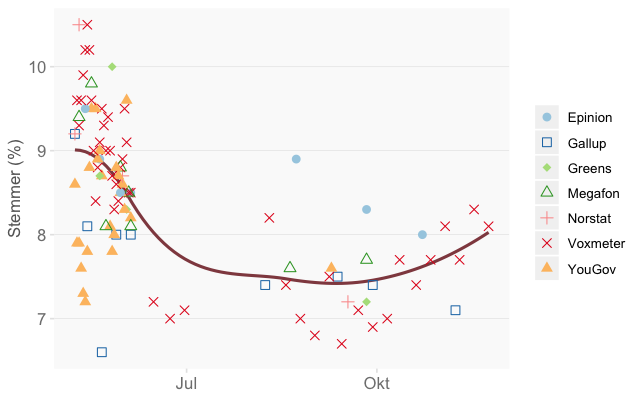 Stemmer (%)
10
9
8
7
Jul
Okt
Epinion
Gallup
Greens
Megafon
Norstat
Voxmeter
YouGov